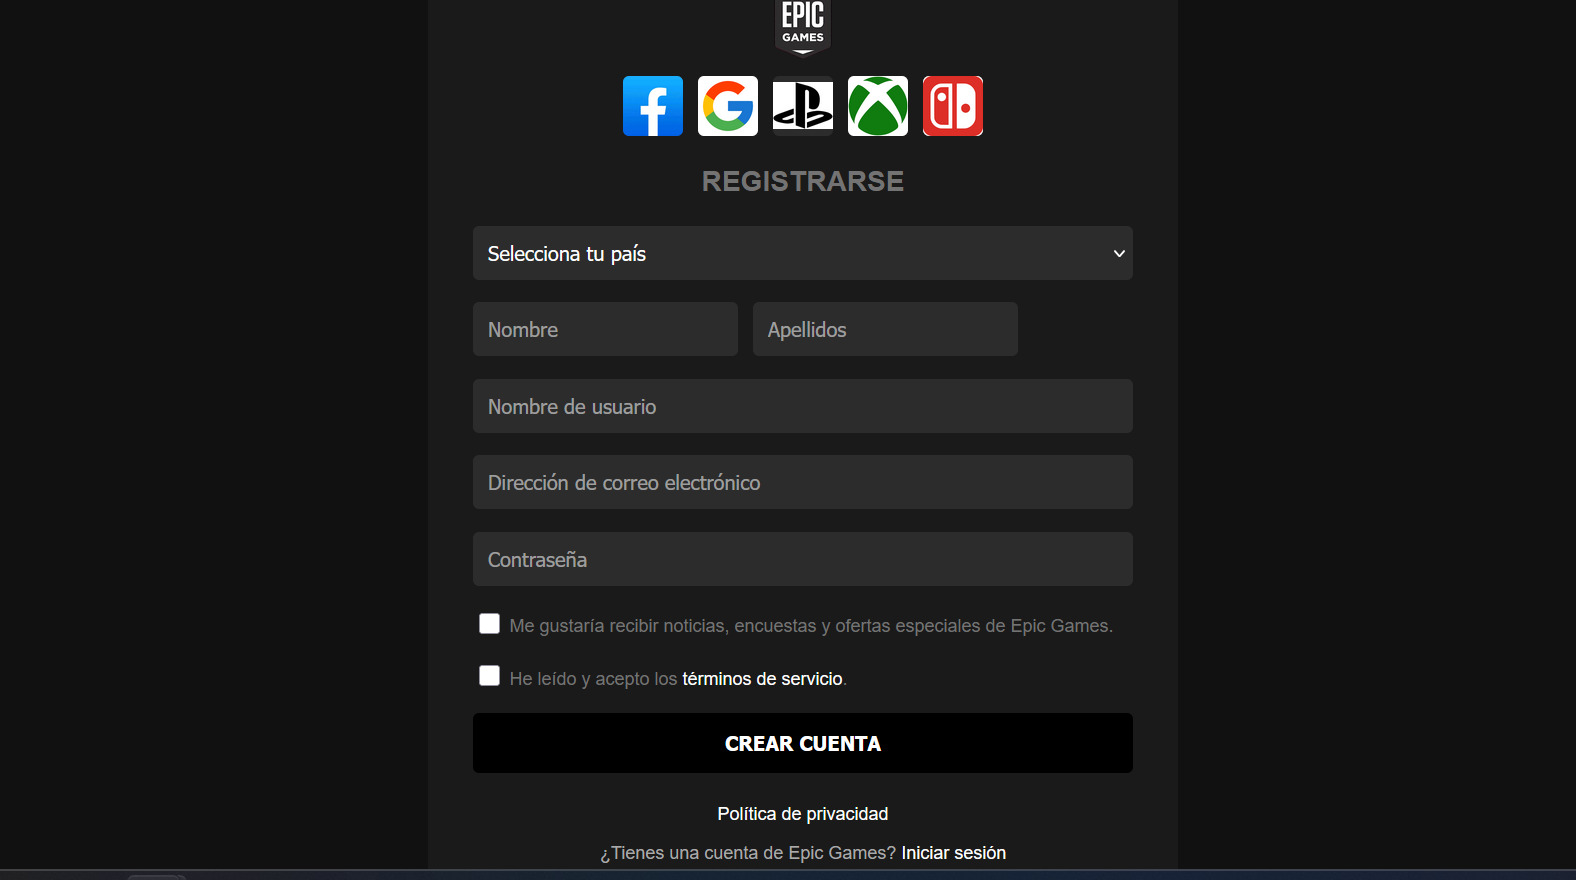 EPIC
GAMES
REGISTRARSE
Selecciona tu país
Nombre
Apellidos
Nombre de usuario
Dirección de correo electrónico
Contraseña
Me gustaría recibir noticias, encuestas y ofertas especiales de Epic Games.
He leído y acepto los términos de servicio.
CREAR CUENTA
Política de privacidad
¿Tienes una cuenta de Epic Games? Iniciar sesión